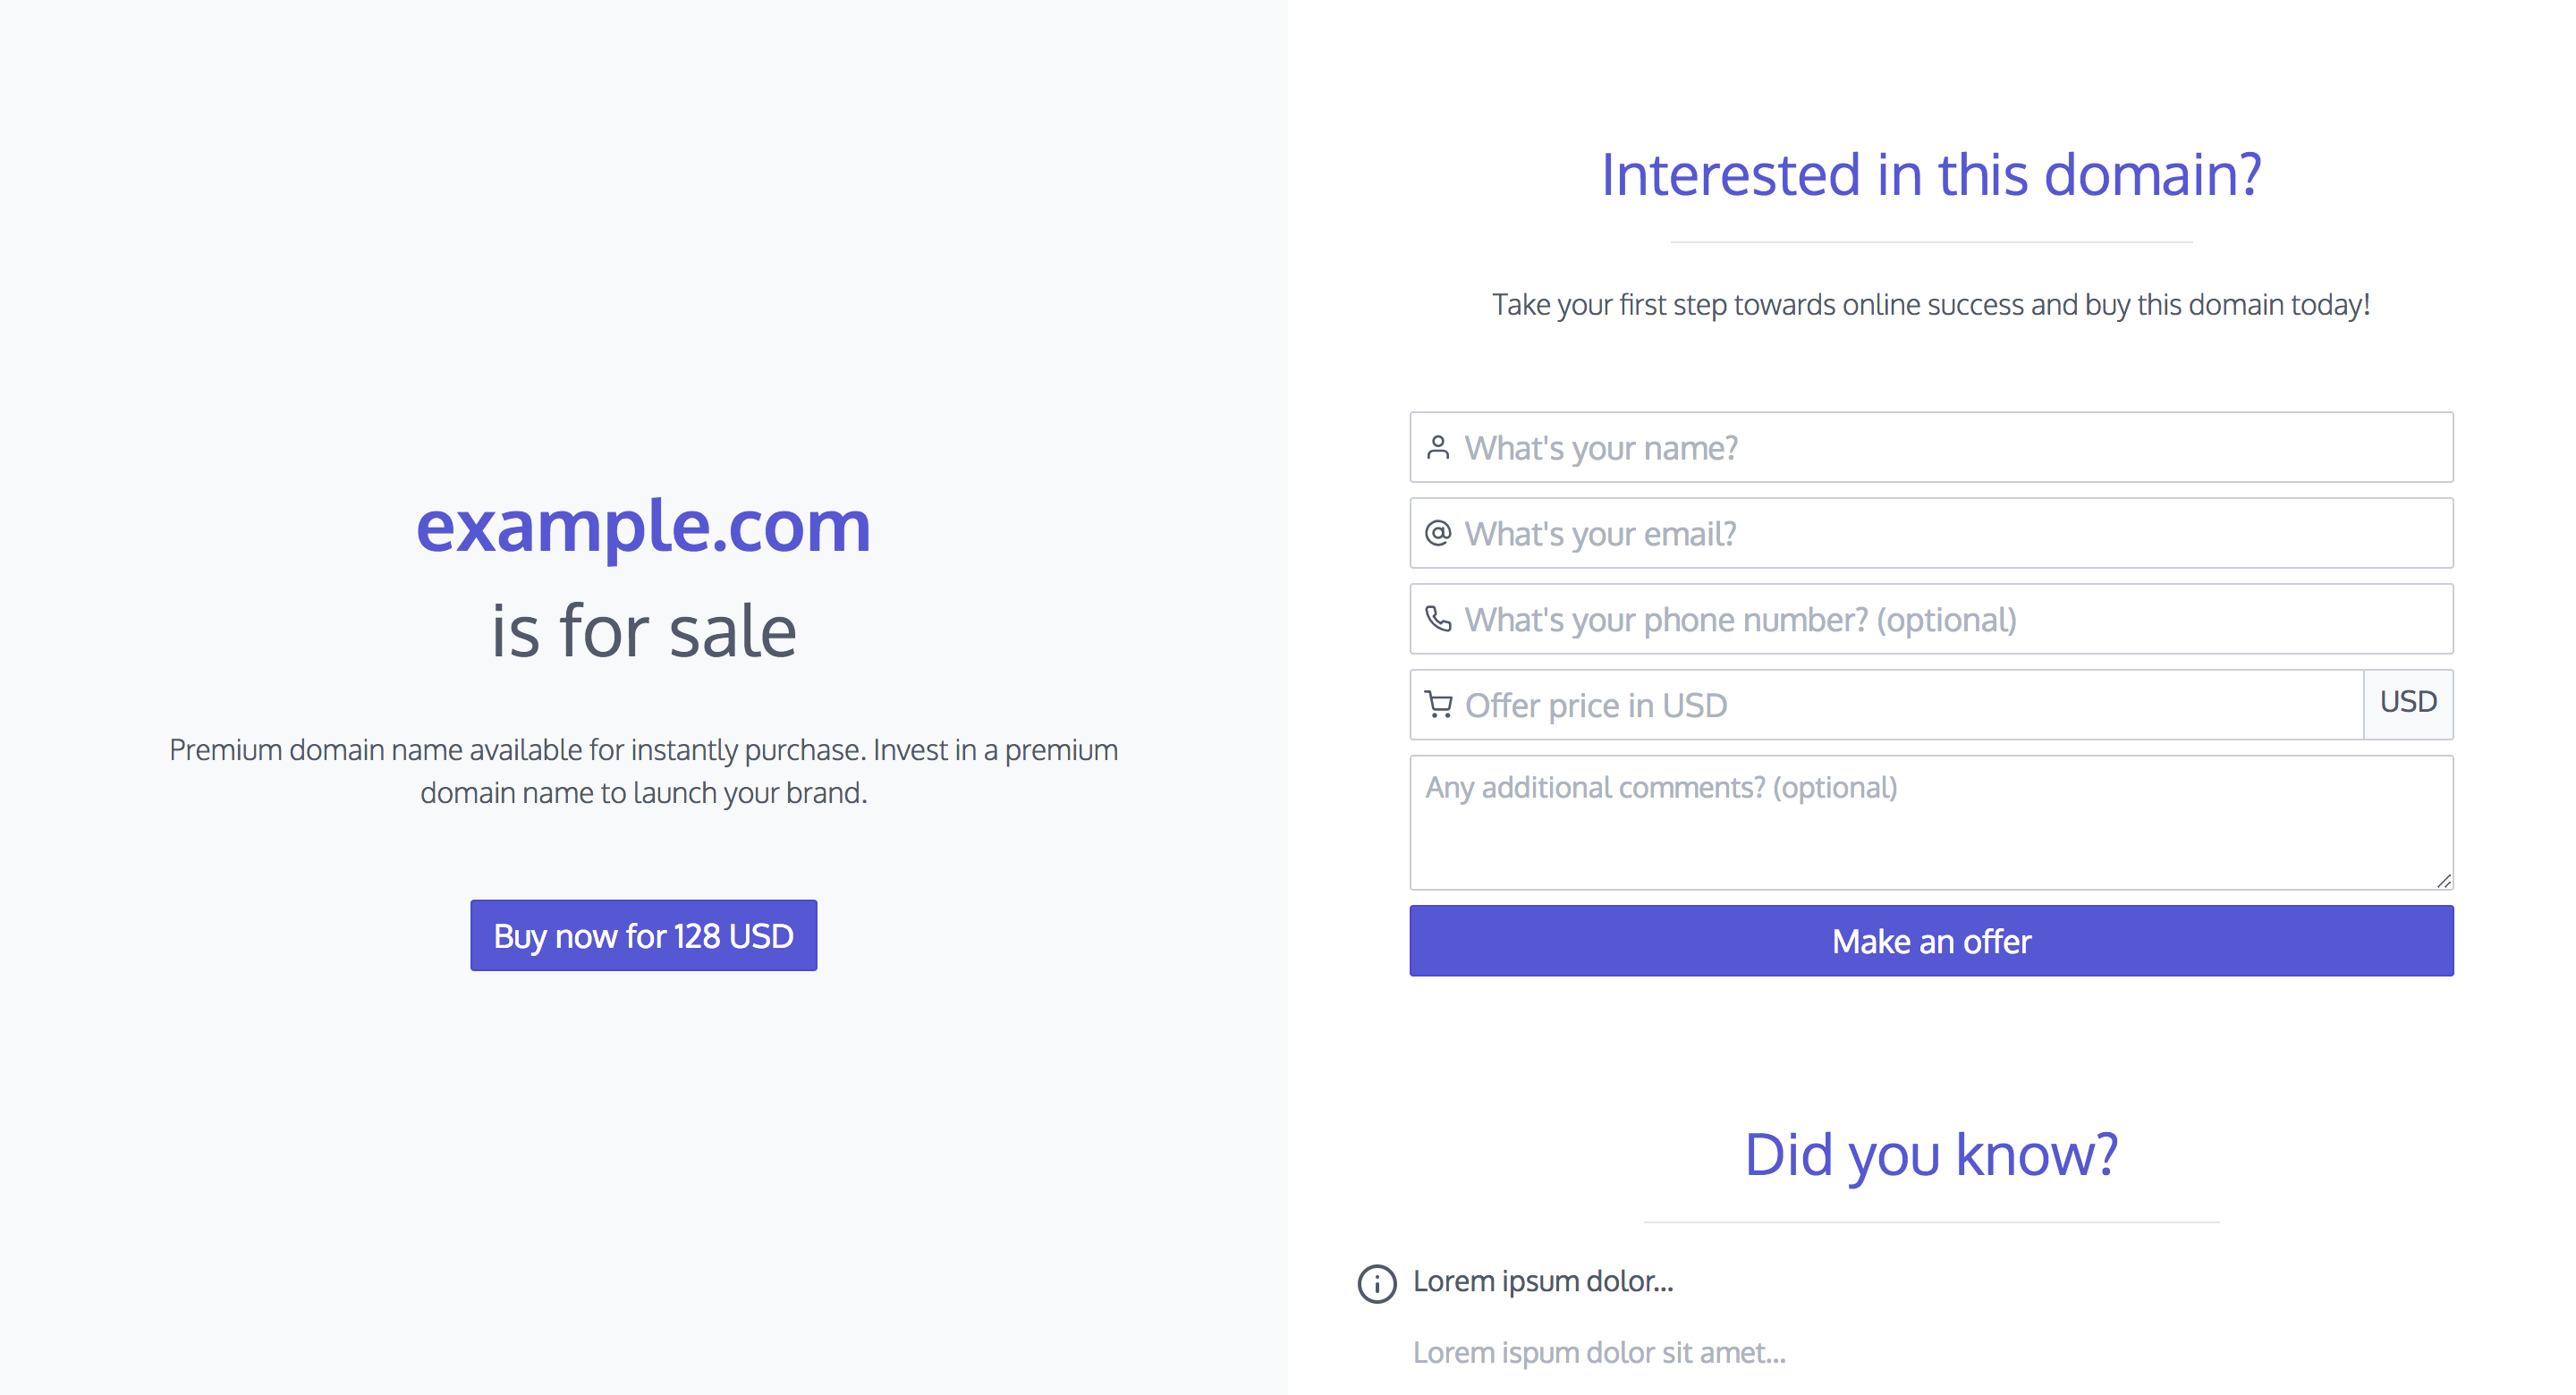 example.com
is for sale
Premium domain name available for instantly purchase. Invest in a premium
domain name to launch your brand.
Buy now for 128 USD
Interested in this domain?
Take your first step towards online success and buy this domain today!
What's your name?
What's your email?
What's your phone number? (optional)
Offer price in USD
USD
Any additional comments? (optional)
Make an offer
Did you know?
Lorem ipsum dolor...
Lorem ispum dolor sit amet...